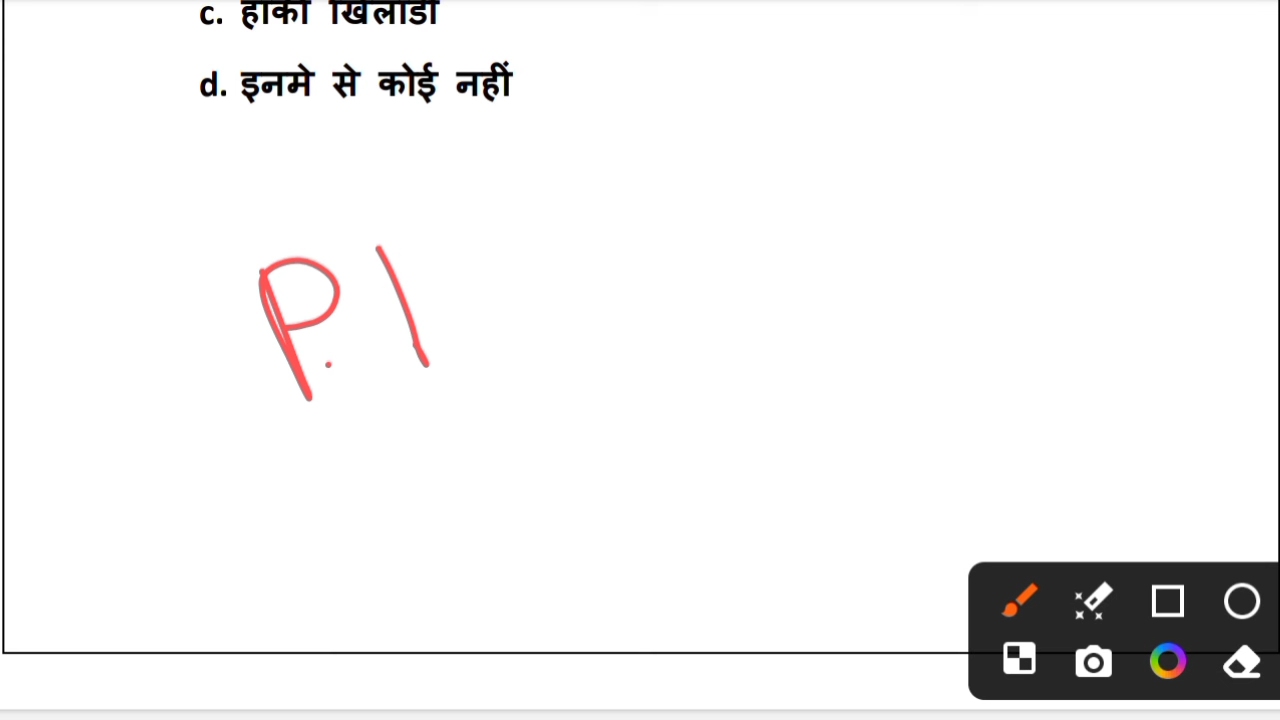 c. हॉकी खिलाडी
d. इनमे से कोई नहीं
P. \